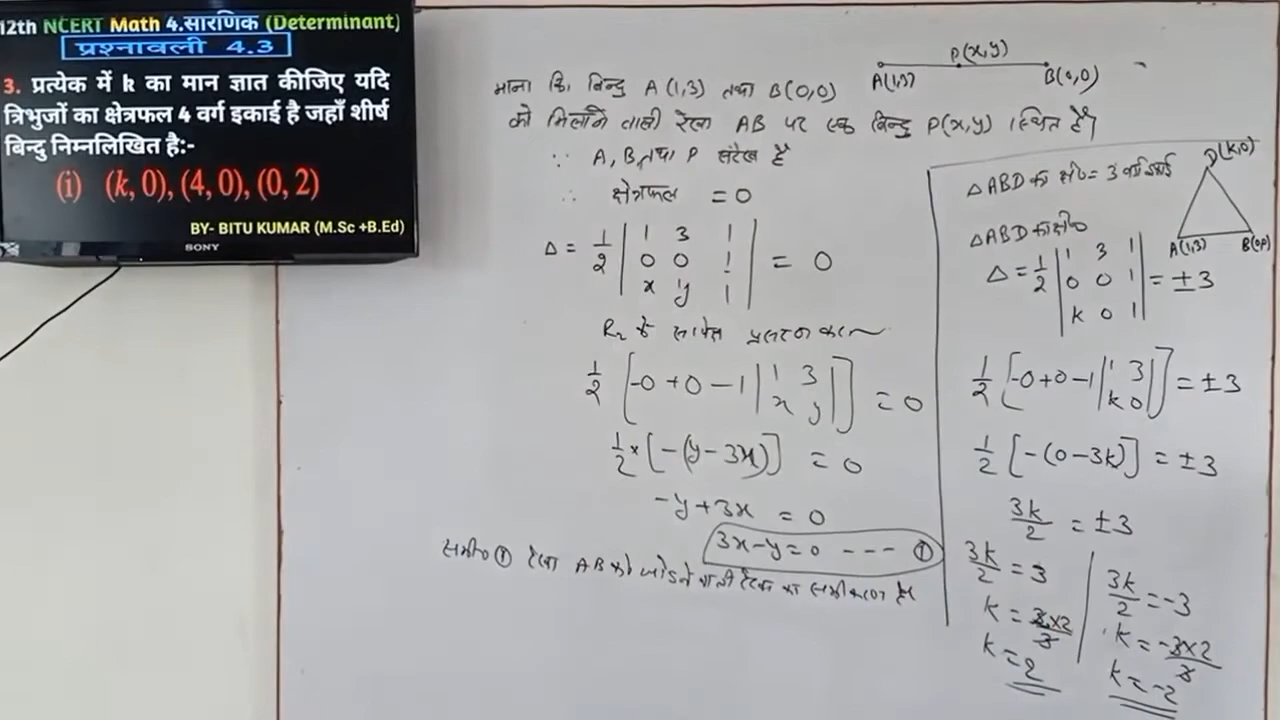 12th NCERT Math 4.सारणिक (Determinant)
प्रश्नावली 4.3
3. प्रत्येक में k का मान ज्ञात कीजिए यदि
त्रिभुजों का क्षेत्रफल 4 वर्ग इकाई है जहाँ शीर्ष
बिन्दु निम्नलिखित है:-
(i) (k, 0), (4, 0), (0, 2)
BY- BITU KUMAR (M.Sc +B.Ed)
SONY
P(x,y)
A(1,3) B(0,0)
माना कि बिन्दु A(1,3) तथा B(0,0)
को मिलाने वाली रेखा AB पर एक बिन्दु P(x,y) स्थित है।
∵ A, B तथा P संरेख है
∴ क्षेत्रफल = 0
Δ = 1/2 | 1 3 1 |
| 0 0 1 | = 0
| x y 1 |
R₂ के सापेक्ष प्रसरण
1/2 [-0 + 0 - 1 | 1 3 |
| x y |] = 0
1/2 × [-(y - 3x)] = 0
-y + 3x = 0
3x - y = 0 --- ①
समी० ① रेखा AB को जोड़ने वाली रेखा का समीकरण है
D(k,0)
A(1,3) B(0,0)
Δ ABD का क्षे० = 3 वर्ग इकाई
Δ ABD का क्षे०
Δ = 1/2 | 1 3 1 |
| 0 0 1 | = ±3
| k 0 1 |
1/2 [-0+0-1 | 1 3 |
| k 0 |] = ±3
1/2 [-(0-3k)] = ±3
3k/2 = ±3
3k/2 = 3
k = 3×2/3
k = 2
3k/2 = -3
k = -3×2/3
k = -2